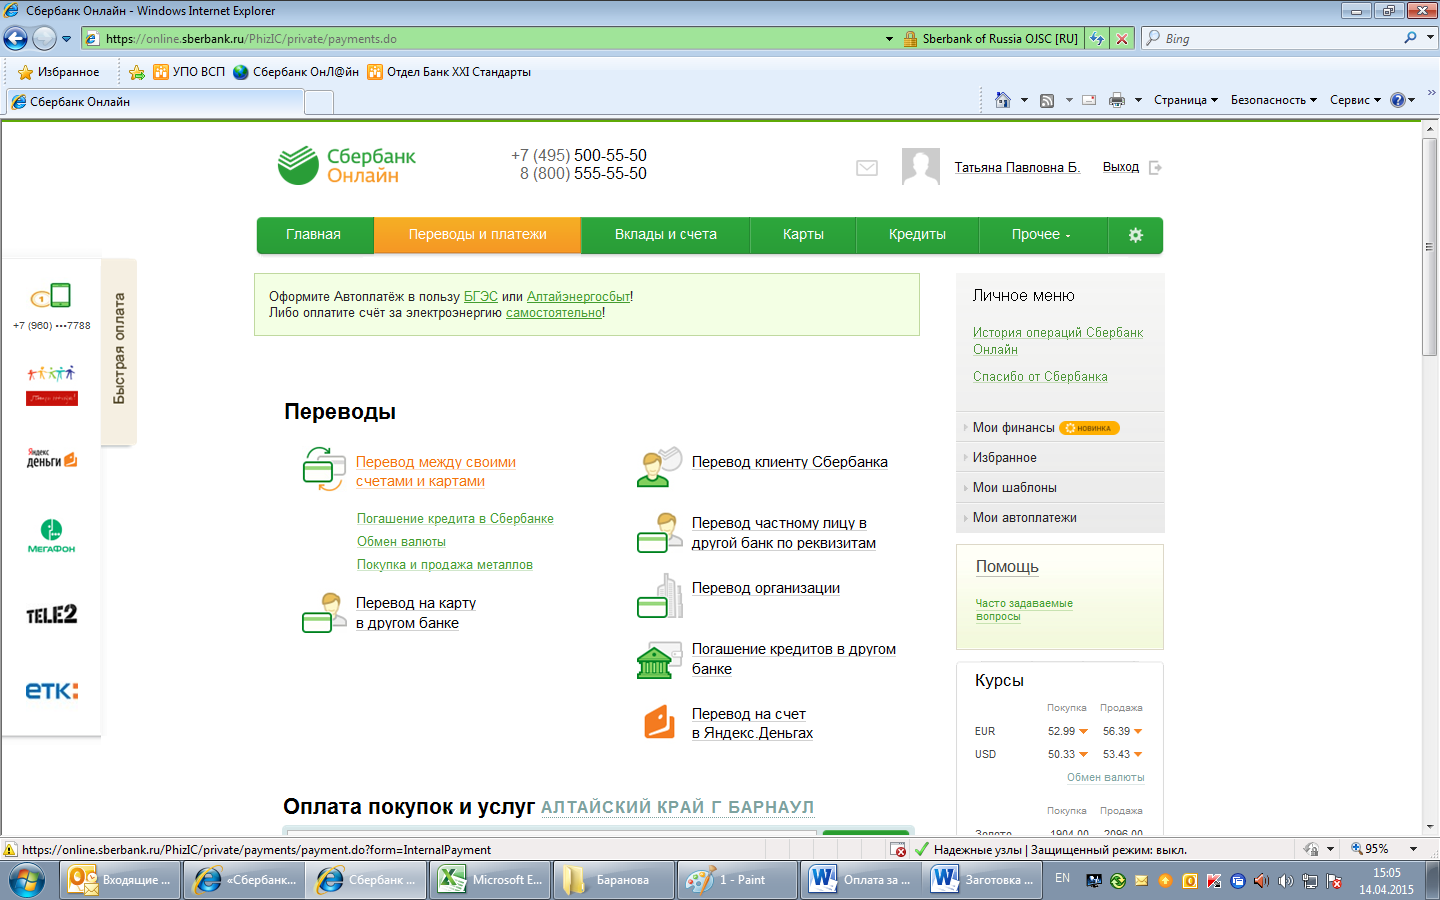 Сбербанк Онлайн - Windows Internet Explorer
https://online.sberbank.ru/PhizIC/private/payments.do
Sberbank of Russia OJSC [RU]
Bing
Избранное
УПО ВСП
Сбербанк ОнЛ@йн
Отдел Банк XXI Стандарты
Сбербанк Онлайн
Страница
Безопасность
Сервис
Сбербанк
Онлайн
+7 (495) 500-55-50
8 (800) 555-55-50
Татьяна Павловна Б.
Выход
Главная
Переводы и платежи
Вклады и счета
Карты
Кредиты
Прочее
Оформите Автоплатёж в пользу БГЭС или Алтайэнергосбыт!
Либо оплатите счёт за электроэнергию самостоятельно!
+7 (960) •••7788
Быстрая оплата
Яндекс
деньги
МЕГАФОН
TELE2
ЕТК:
Переводы
Перевод между своими
счетами и картами
Погашение кредита в Сбербанке
Обмен валюты
Покупка и продажа металлов
Перевод на карту
в другом банке
Перевод клиенту Сбербанка
Перевод частному лицу в
другой банк по реквизитам
Перевод организации
Погашение кредитов в другом
банке
Перевод на счет
в Яндекс.Деньгах
Оплата покупок и услуг АЛТАЙСКИЙ КРАЙ Г БАРНАУЛ
Личное меню
История операций Сбербанк
Онлайн
Спасибо от Сбербанка
Мои финансы НОВИНКА
Избранное
Мои шаблоны
Мои автоплатежи
Помощь
Часто задаваемые
вопросы
Курсы
Покупка Продажа
EUR 52.99 56.39
USD 50.33 53.43
Обмен валюты
Покупка Продажа
Золото 1904.00 2096.00
https://online.sberbank.ru/PhizIC/private/payments/payment.do?form=InternalPayment
Надежные узлы | Защищенный режим: выкл.
95%
Входящие ...
«Сбербанк...
Сбербанк ...
Microsoft E...
Баранова
1 - Paint
Оплата за ...
Заготовка ...
EN
15:05
14.04.2015